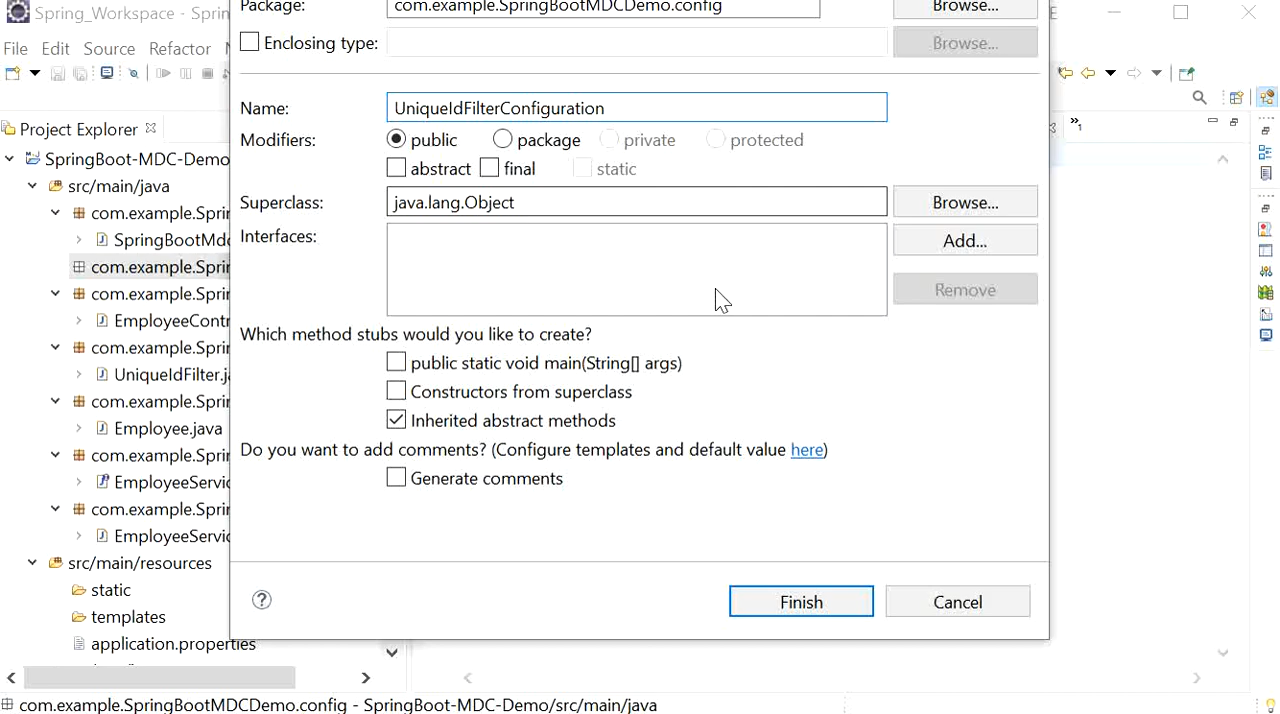 Spring_Workspace - Sprin
Package:
com.example.SpringBootMDCDemo.config
Browse...
File Edit Source Refactor
Enclosing type:
Browse...
Name:
UniqueIdFilterConfiguration
Project Explorer
Modifiers:
public package private protected
SpringBoot-MDC-Demo
abstract final static
src/main/java
Superclass:
java.lang.Object
Browse...
com.example.Sprin
Interfaces:
Add...
SpringBootMdc
com.example.Sprin
Remove
com.example.Sprin
EmployeeContr
Which method stubs would you like to create?
com.example.Sprin
public static void main(String[] args)
UniqueIdFilter.ja
Constructors from superclass
com.example.Sprin
Inherited abstract methods
Employee.java
Do you want to add comments? (Configure templates and default value here)
com.example.Sprin
Generate comments
EmployeeServic
com.example.Sprin
EmployeeServic
src/main/resources
static
templates
Finish
Cancel
application.properties
com.example.SpringBootMDCDemo.config - SpringBoot-MDC-Demo/src/main/java